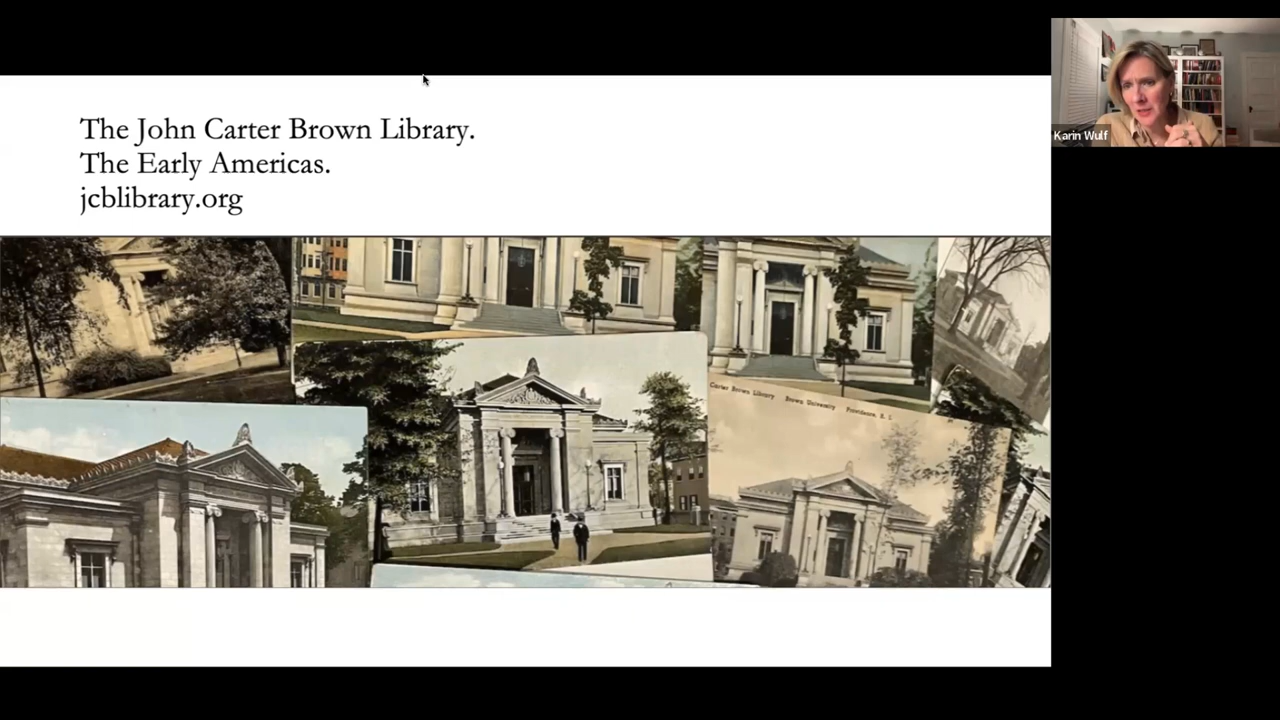 The John Carter Brown Library.
The Early Americas.
jcblibrary.org
Karin Wulf
Carter Brown Library Brown University Providence, R. I.